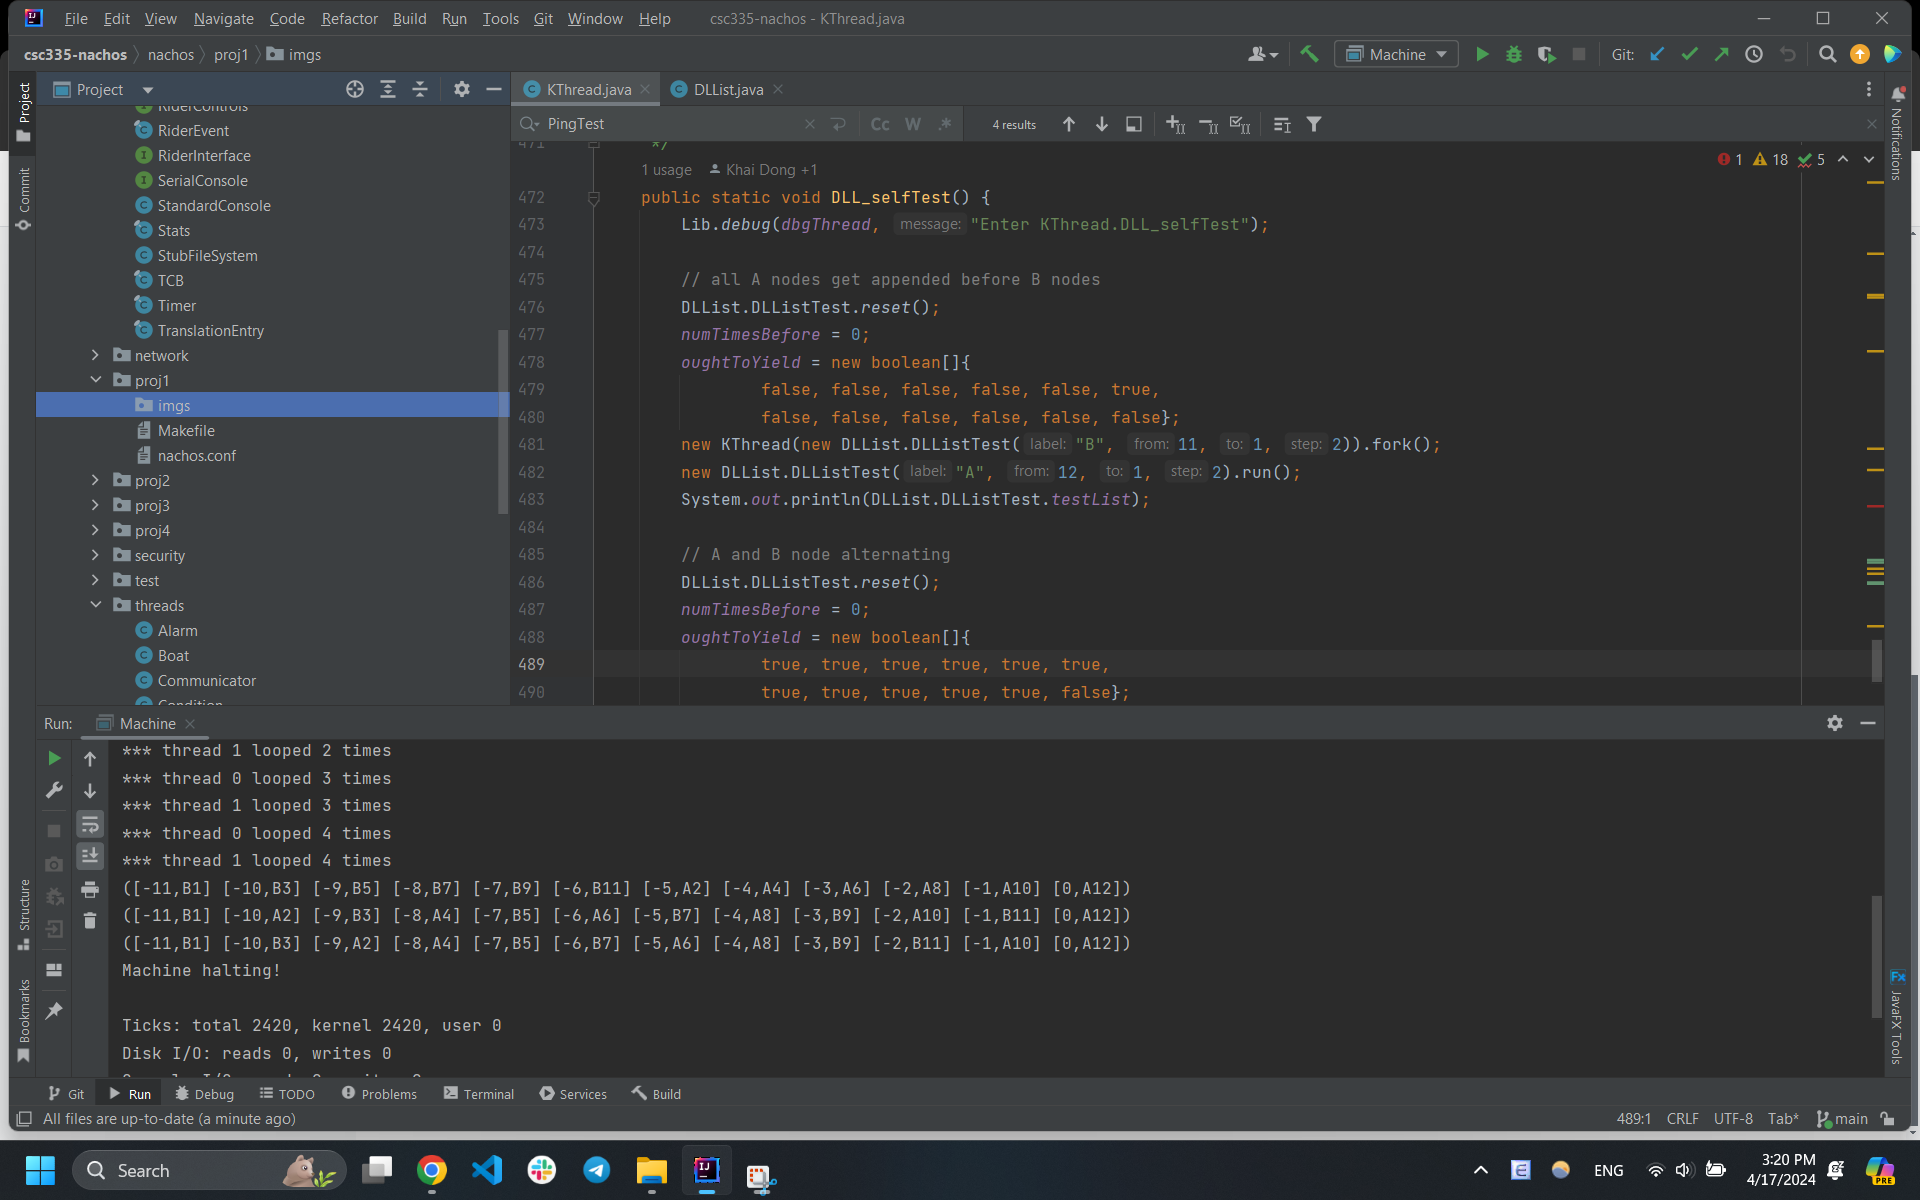 File Edit View Navigate Code Refactor Build Run Tools Git Window Help csc335-nachos - KThread.java
csc335-nachos nachos proj1 imgs Machine Git:
Project KThread.java DLList.java
PingTest Cc W .* 4 results
RiderControls
RiderEvent
RiderInterface
SerialConsole
StandardConsole
Stats
StubFileSystem
TCB
Timer
TranslationEntry
network
proj1
imgs
Makefile
nachos.conf
proj2
proj3
proj4
security
test
threads
Alarm
Boat
Communicator
Condition
Project
Commit
Structure
Bookmarks
471 */
1 usage Khai Dong +1
1 18 5
472 public static void DLL_selfTest() {
473 Lib.debug(dbgThread, message: "Enter KThread.DLL_selfTest");
474
475 // all A nodes get appended before B nodes
476 DLList.DLListTest.reset();
477 numTimesBefore = 0;
478 oughtToYield = new boolean[]{
479 false, false, false, false, false, true,
480 false, false, false, false, false, false};
481 new KThread(new DLList.DLListTest( label: "B", from: 11, to: 1, step: 2)).fork();
482 new DLList.DLListTest( label: "A", from: 12, to: 1, step: 2).run();
483 System.out.println(DLList.DLListTest.testList);
484
485 // A and B node alternating
486 DLList.DLListTest.reset();
487 numTimesBefore = 0;
488 oughtToYield = new boolean[]{
489 true, true, true, true, true, true,
490 true, true, true, true, true, false};
Notifications
JavaFX Tools
Run: Machine
*** thread 1 looped 2 times
*** thread 0 looped 3 times
*** thread 1 looped 3 times
*** thread 0 looped 4 times
*** thread 1 looped 4 times
([-11,B1] [-10,B3] [-9,B5] [-8,B7] [-7,B9] [-6,B11] [-5,A2] [-4,A4] [-3,A6] [-2,A8] [-1,A10] [0,A12])
([-11,B1] [-10,A2] [-9,B3] [-8,A4] [-7,B5] [-6,A6] [-5,B7] [-4,A8] [-3,B9] [-2,A10] [-1,B11] [0,A12])
([-11,B1] [-10,B3] [-9,A2] [-8,A4] [-7,B5] [-6,B7] [-5,A6] [-4,A8] [-3,B9] [-2,B11] [-1,A10] [0,A12])
Machine halting!
Ticks: total 2420, kernel 2420, user 0
Disk I/O: reads 0, writes 0
Git Run Debug TODO Problems Terminal Services Build
All files are up-to-date (a minute ago) 489:1 CRLF UTF-8 Tab* main
Search ENG 3:20 PM
4/17/2024
PRE